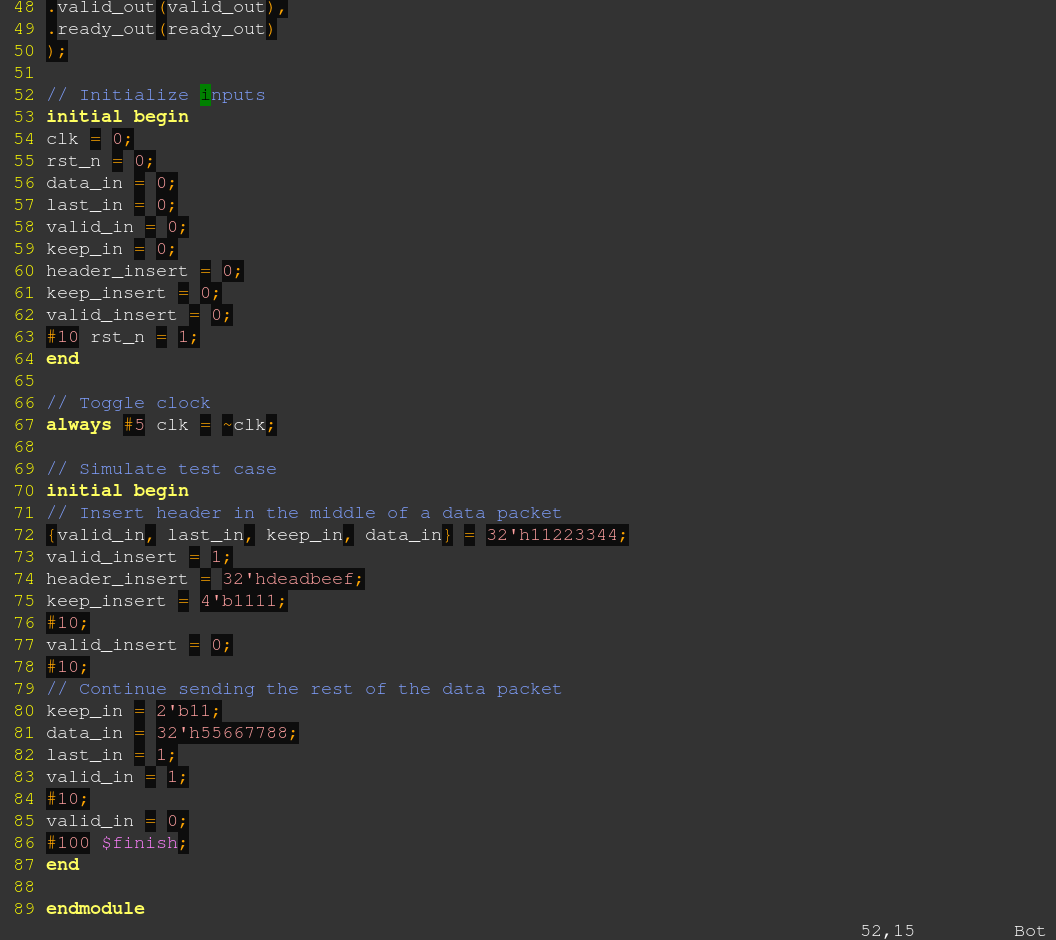 48 .valid_out(valid_out),
49 .ready_out(ready_out)
50 );
51
52 // Initialize inputs
53 initial begin
54 clk = 0;
55 rst_n = 0;
56 data_in = 0;
57 last_in = 0;
58 valid_in = 0;
59 keep_in = 0;
60 header_insert = 0;
61 keep_insert = 0;
62 valid_insert = 0;
63 #10 rst_n = 1;
64 end
65
66 // Toggle clock
67 always #5 clk = ~clk;
68
69 // Simulate test case
70 initial begin
71 // Insert header in the middle of a data packet
72 {valid_in, last_in, keep_in, data_in} = 32'h11223344;
73 valid_insert = 1;
74 header_insert = 32'hdeadbeef;
75 keep_insert = 4'b1111;
76 #10;
77 valid_insert = 0;
78 #10;
79 // Continue sending the rest of the data packet
80 keep_in = 2'b11;
81 data_in = 32'h55667788;
82 last_in = 1;
83 valid_in = 1;
84 #10;
85 valid_in = 0;
86 #100 $finish;
87 end
88
89 endmodule
52,15 Bot